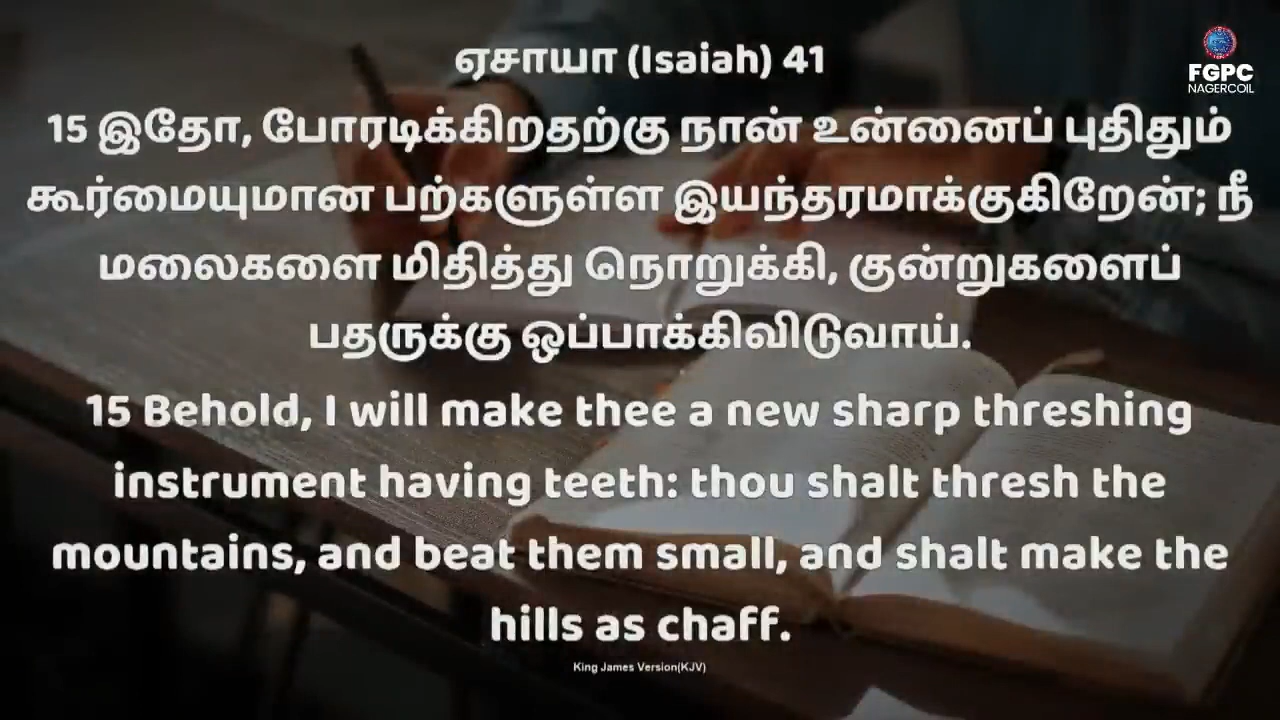 ஏசாயா (Isaiah) 41
FGPC
NAGERCOIL
15 இதோ, போரடிக்கிறதற்கு நான் உன்னைப் புதிதும்
கூர்மையுமான பற்களுள்ள இயந்தரமாக்குகிறேன்; நீ
மலைகளை மிதித்து நொறுக்கி, குன்றுகளைப்
பதருக்கு ஒப்பாக்கிவிடுவாய்.
15 Behold, I will make thee a new sharp threshing
instrument having teeth: thou shalt thresh the
mountains, and beat them small, and shalt make the
hills as chaff.
King James Version(KJV)